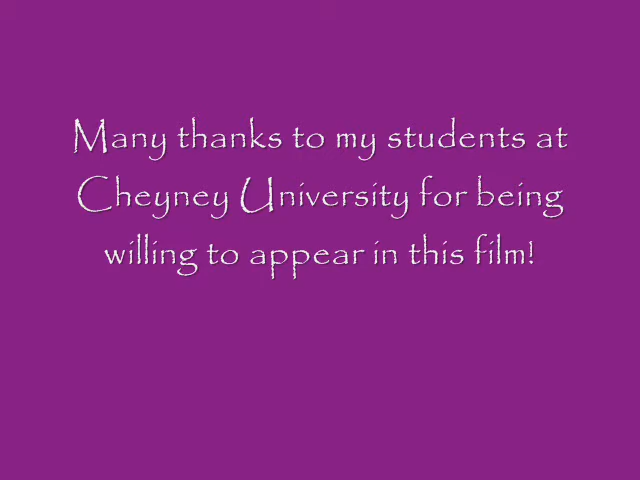 Many thanks to my students at
Cheyney University for being
willing to appear in this film!